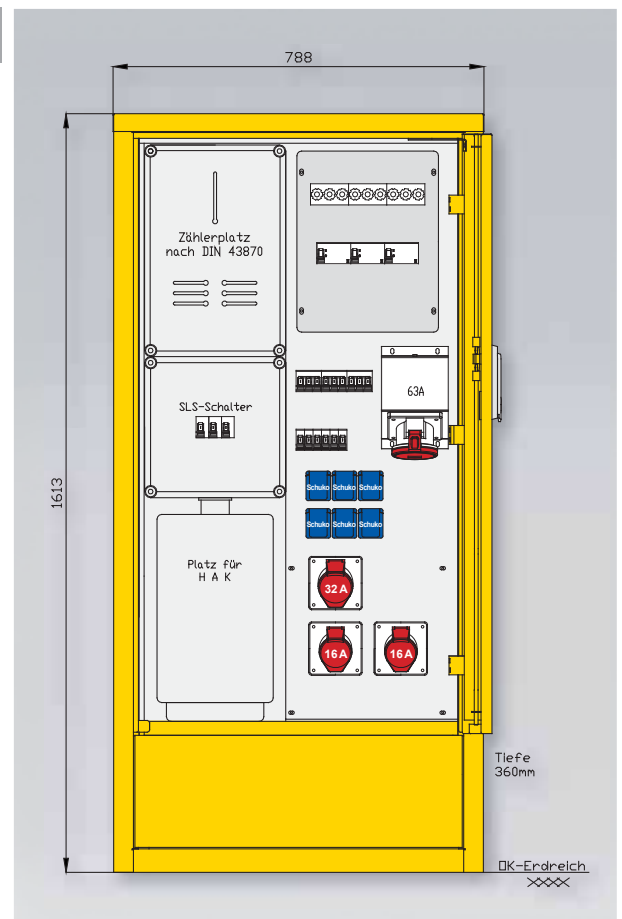 788
1613
Zählerplatz
nach DIN 43870
SLS-Schalter
63A
Schuko Schuko Schuko
Schuko Schuko Schuko
Platz für
H A K
32 A
16 A 16 A
Tiefe
360mm
OK-Erdreich